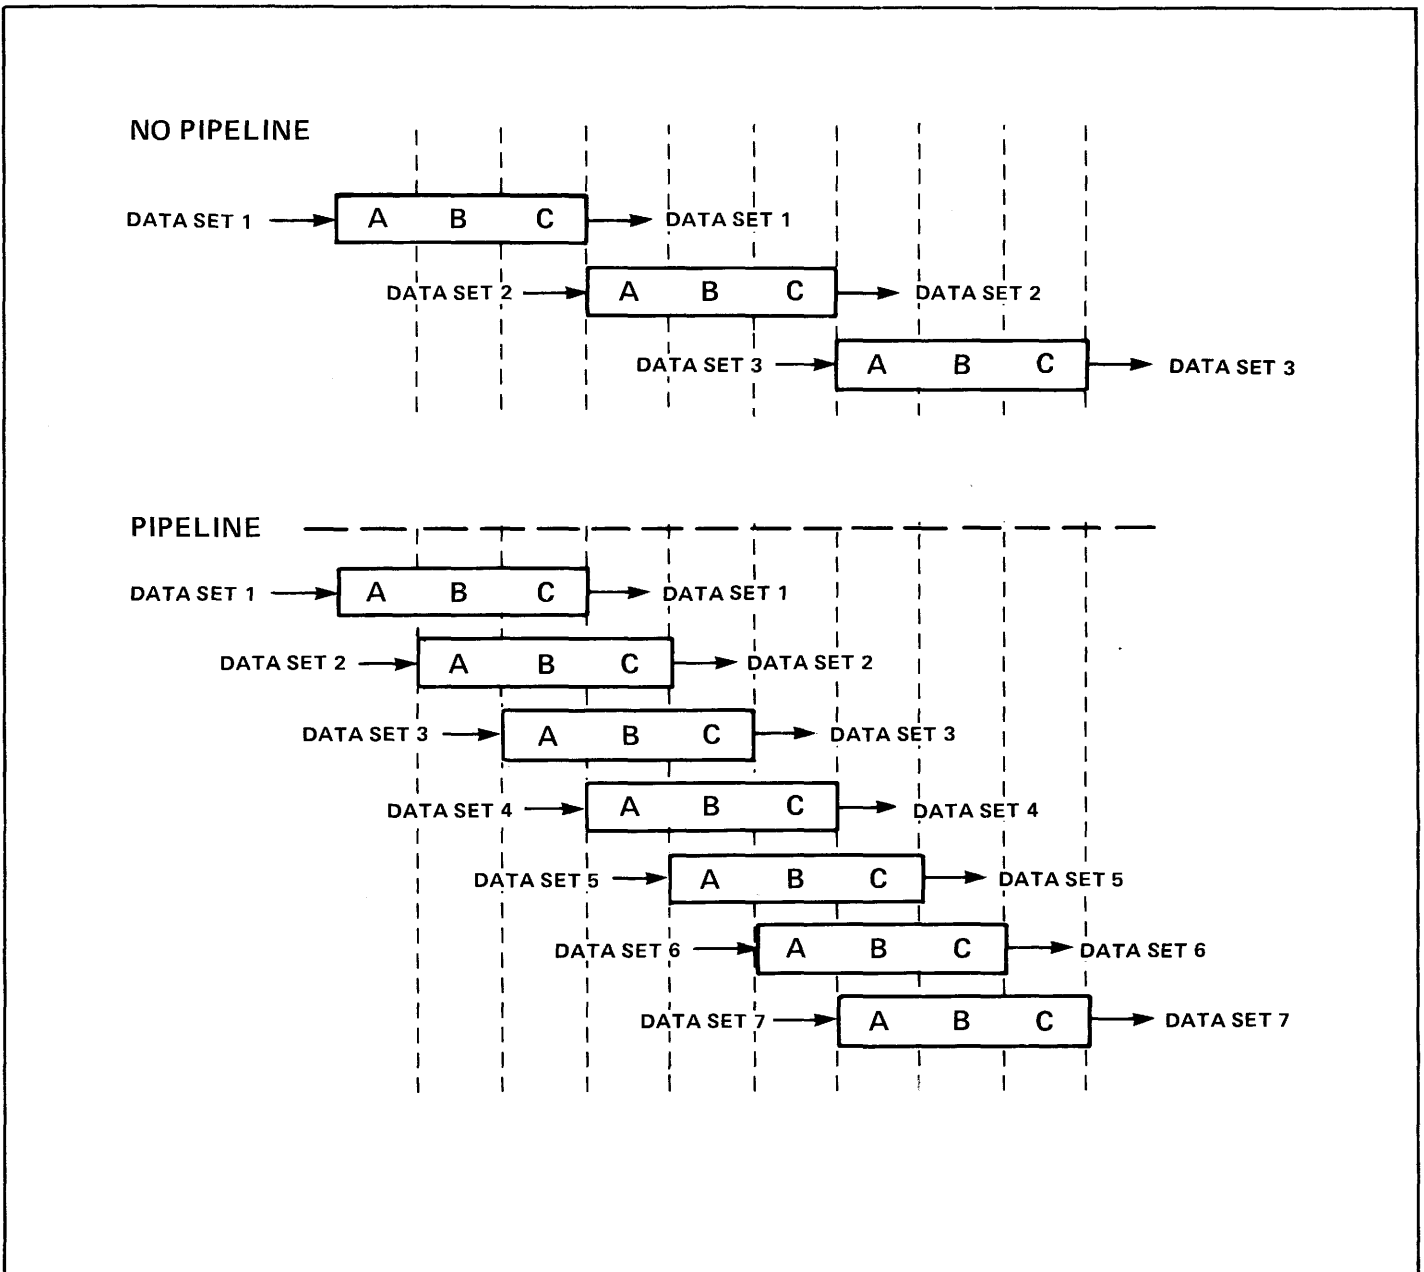 NO PIPELINE
DATA SET 1 A B C DATA SET 1
DATA SET 2 A B C DATA SET 2
DATA SET 3 A B C DATA SET 3
PIPELINE
DATA SET 1 A B C DATA SET 1
DATA SET 2 A B C DATA SET 2
DATA SET 3 A B C DATA SET 3
DATA SET 4 A B C DATA SET 4
DATA SET 5 A B C DATA SET 5
DATA SET 6 A B C DATA SET 6
DATA SET 7 A B C DATA SET 7